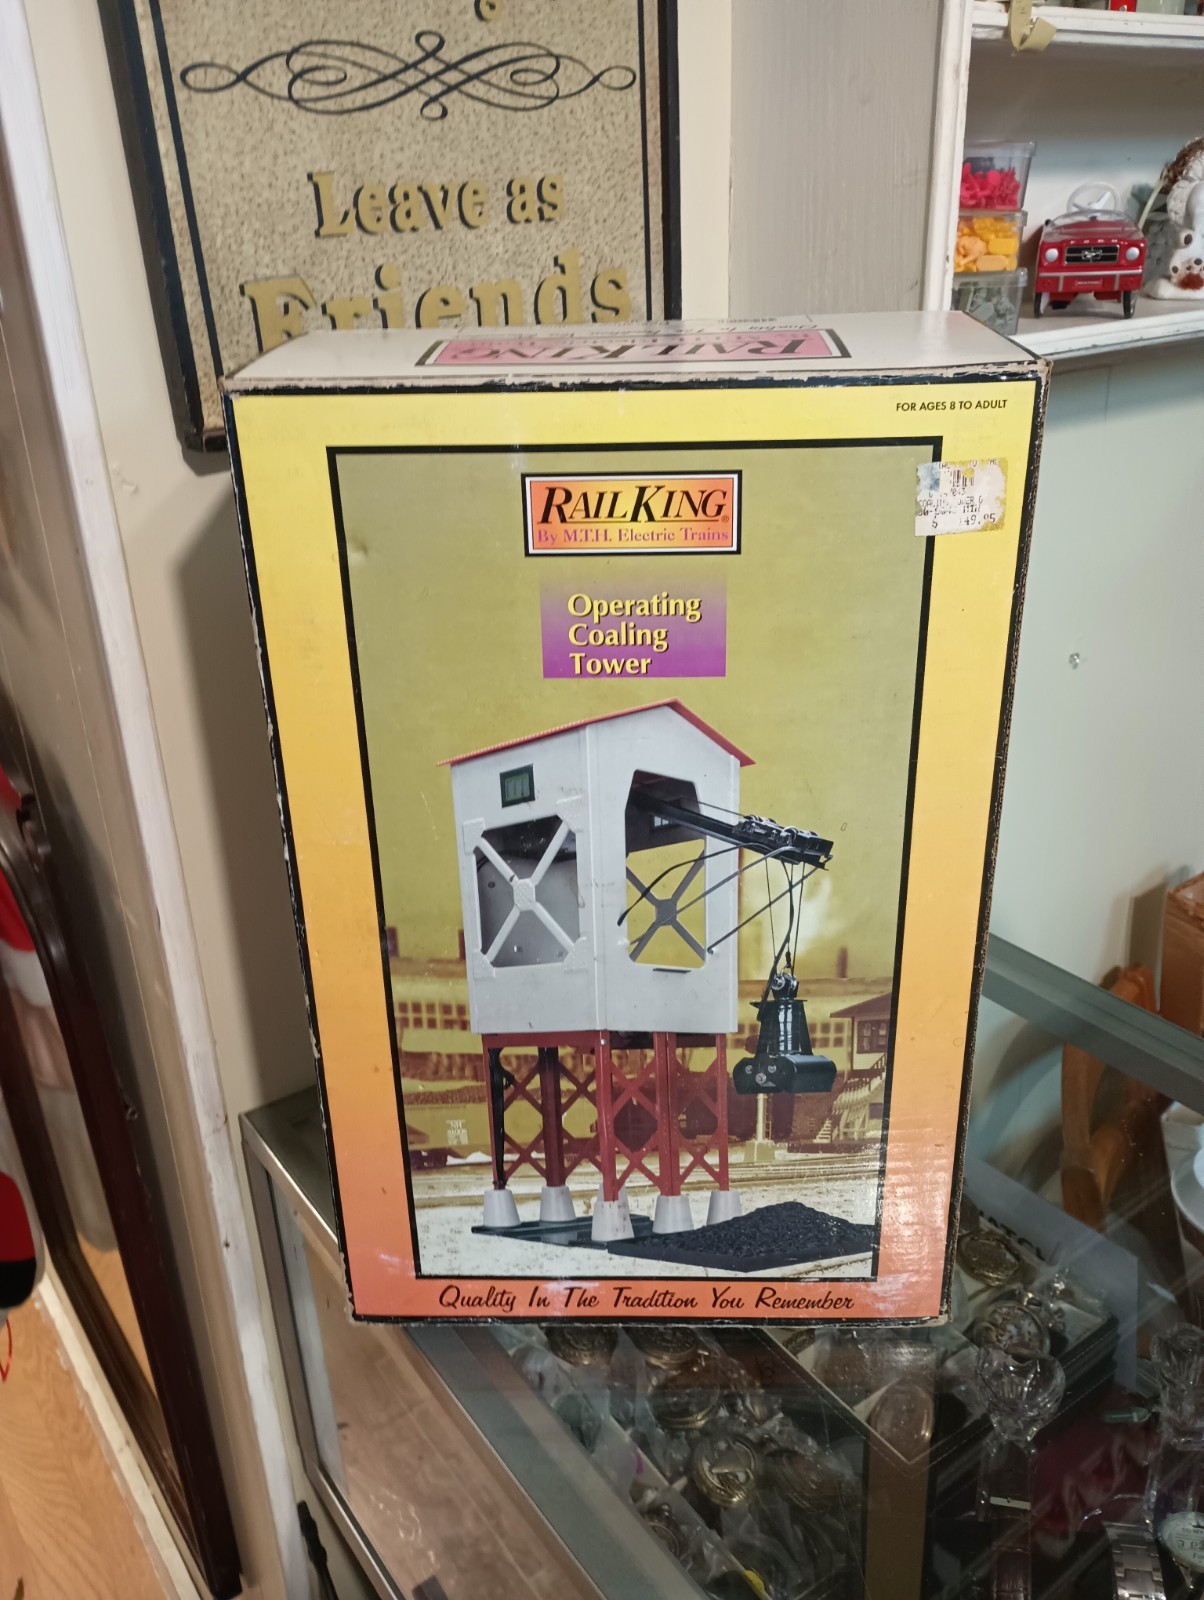 Leave as
Friends
RAILKING
FOR AGES 8 TO ADULT
RAILKING®
By M.T.H. Electric Trains
Operating
Coaling
Tower
Quality In The Tradition You Remember